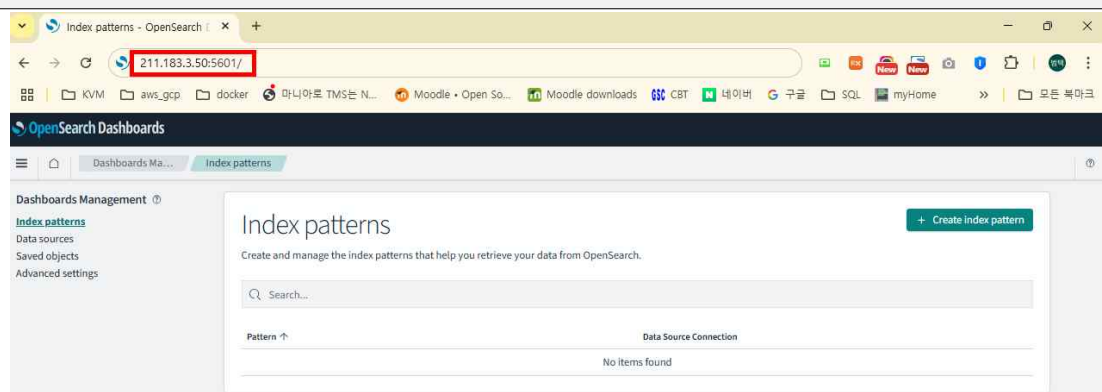 Index patterns - OpenSearch
211.183.3.50:5601/
New New
KVM aws_gcp docker 마니아로 TMS는 N... Moodle • Open So... Moodle downloads GSC CBT 네이버 구글 SQL myHome » 모든 북마크
OpenSearch Dashboards
Dashboards Ma... Index patterns
Dashboards Management
Index patterns
Data sources
Saved objects
Advanced settings
Index patterns
+ Create index pattern
Create and manage the index patterns that help you retrieve your data from OpenSearch.
Search...
Pattern ↑ Data Source Connection
No items found